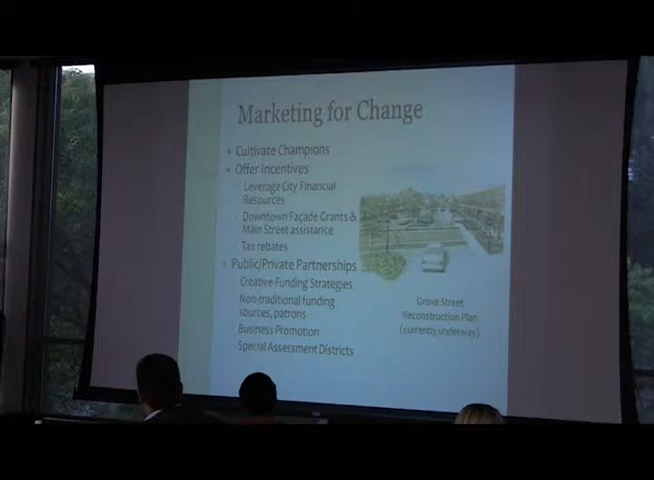 Marketing for Change
Cultivate Champions
Offer Incentives
Leverage City Financial
Resources
Downtown Façade Grants &
Main Street assistance
Tax rebates
Public/Private Partnerships
Creative Funding Strategies
Non-traditional funding
sources, patrons
Business Promotion
Special Assessment Districts
Grove Street
Reconstruction Plan
(currently underway)